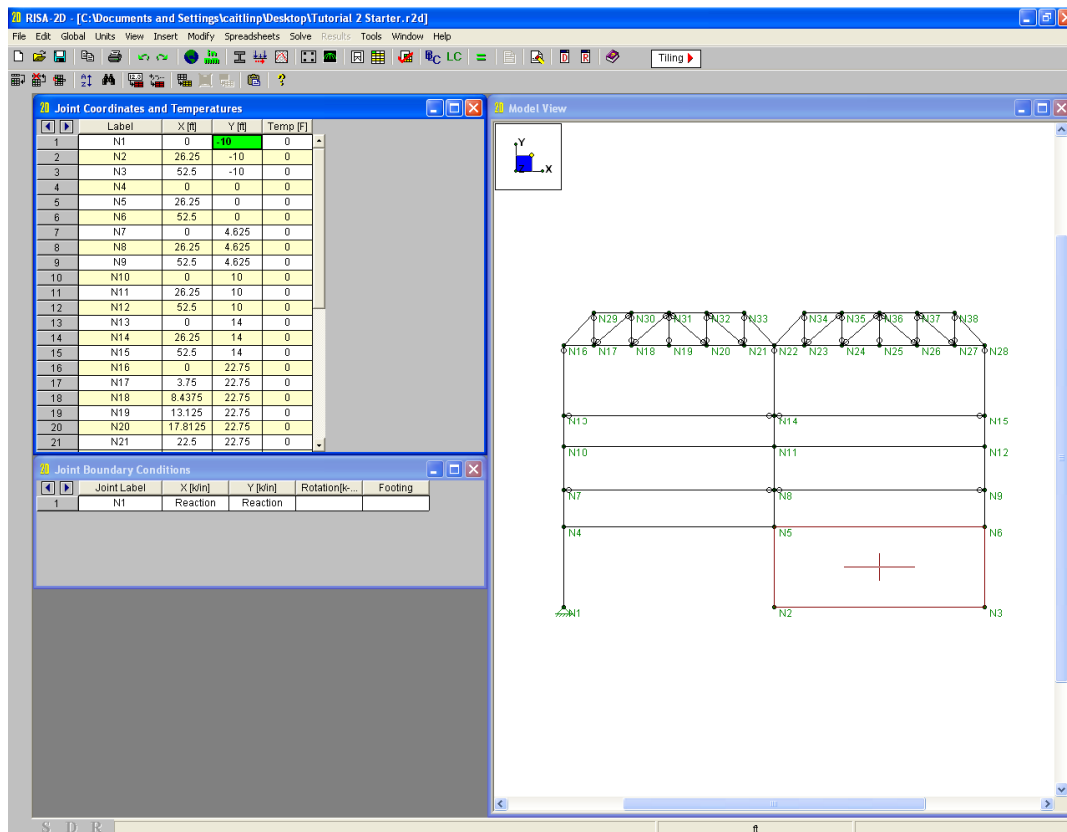 RISA-2D - [C:\Documents and Settings\caitlinp\Desktop\Tutorial 2 Starter.r2d]
File Edit Global Units View Insert Modify Spreadsheets Solve Results Tools Window Help
Tiling
Joint Coordinates and Temperatures
Label X [ft] Y [ft] Temp [F]
1 N1 0 -10 0
2 N2 26.25 -10 0
3 N3 52.5 -10 0
4 N4 0 0 0
5 N5 26.25 0 0
6 N6 52.5 0 0
7 N7 0 4.625 0
8 N8 26.25 4.625 0
9 N9 52.5 4.625 0
10 N10 0 10 0
11 N11 26.25 10 0
12 N12 52.5 10 0
13 N13 0 14 0
14 N14 26.25 14 0
15 N15 52.5 14 0
16 N16 0 22.75 0
17 N17 3.75 22.75 0
18 N18 8.4375 22.75 0
19 N19 13.125 22.75 0
20 N20 17.8125 22.75 0
21 N21 22.5 22.75 0
Joint Boundary Conditions
Joint Label X [k/in] Y [k/in] Rotation[k-... Footing
1 N1 Reaction Reaction
Model View
Y
Z X
N29 N30 N31 N32 N33 N34 N35 N36 N37 N38
N16 N17 N18 N19 N20 N21 N22 N23 N24 N25 N26 N27 N28
N13 N14 N15
N10 N11 N12
N7 N8 N9
N4 N5 N6
N1 N2 N3
S D R
ft